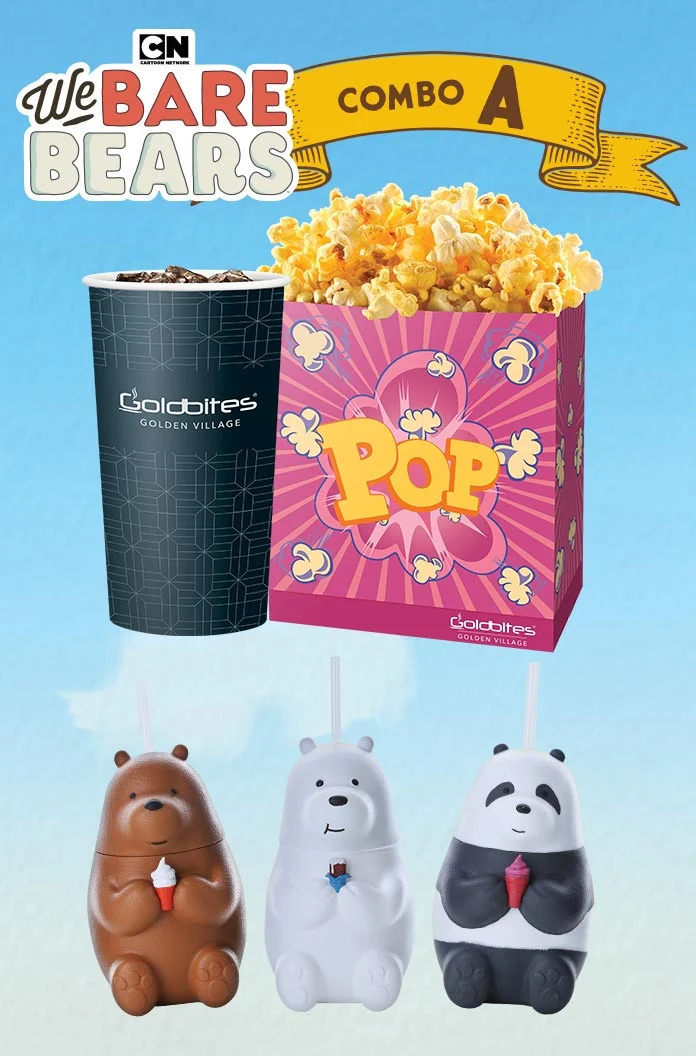 CN
CARTOON NETWORK
We BARE
BEARS
COMBO A
Goldbites®
GOLDEN VILLAGE
POP
Goldbites®
GOLDEN VILLAGE